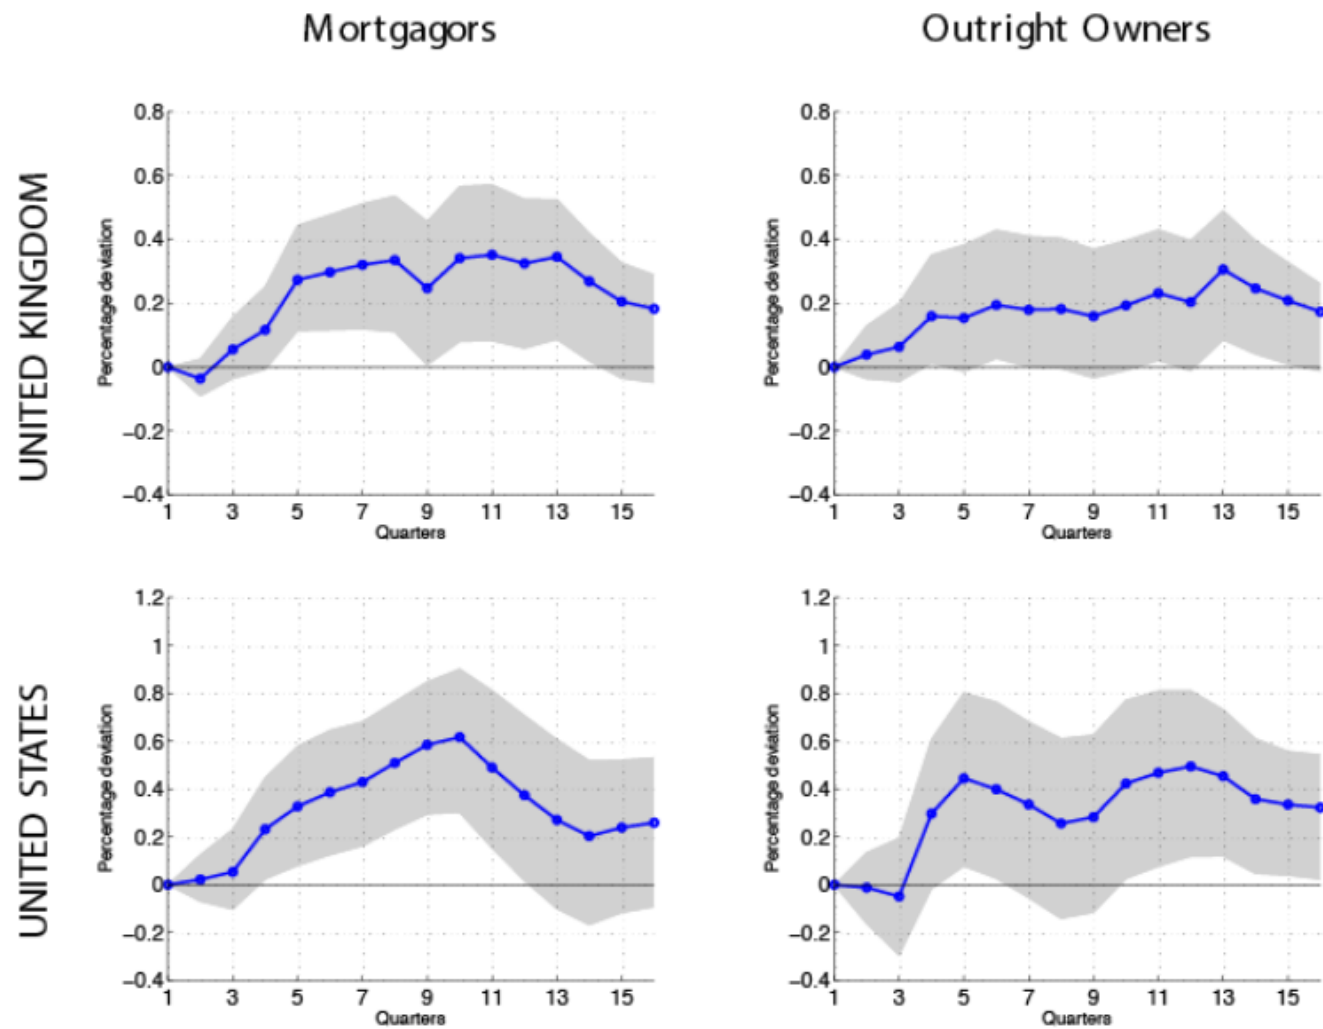 Mortgagors
Outright Owners
UNITED KINGDOM
Percentage deviation
0.8
0.6
0.4
0.2
0
−0.2
−0.4
1 3 5 7 9 11 13 15
Quarters
Percentage deviation
0.8
0.6
0.4
0.2
0
−0.2
−0.4
1 3 5 7 9 11 13 15
Quarters
UNITED STATES
Percentage deviation
1.2
1
0.8
0.6
0.4
0.2
0
−0.2
−0.4
1 3 5 7 9 11 13 15
Quarters
Percentage deviation
1.2
1
0.8
0.6
0.4
0.2
0
−0.2
−0.4
1 3 5 7 9 11 13 15
Quarters